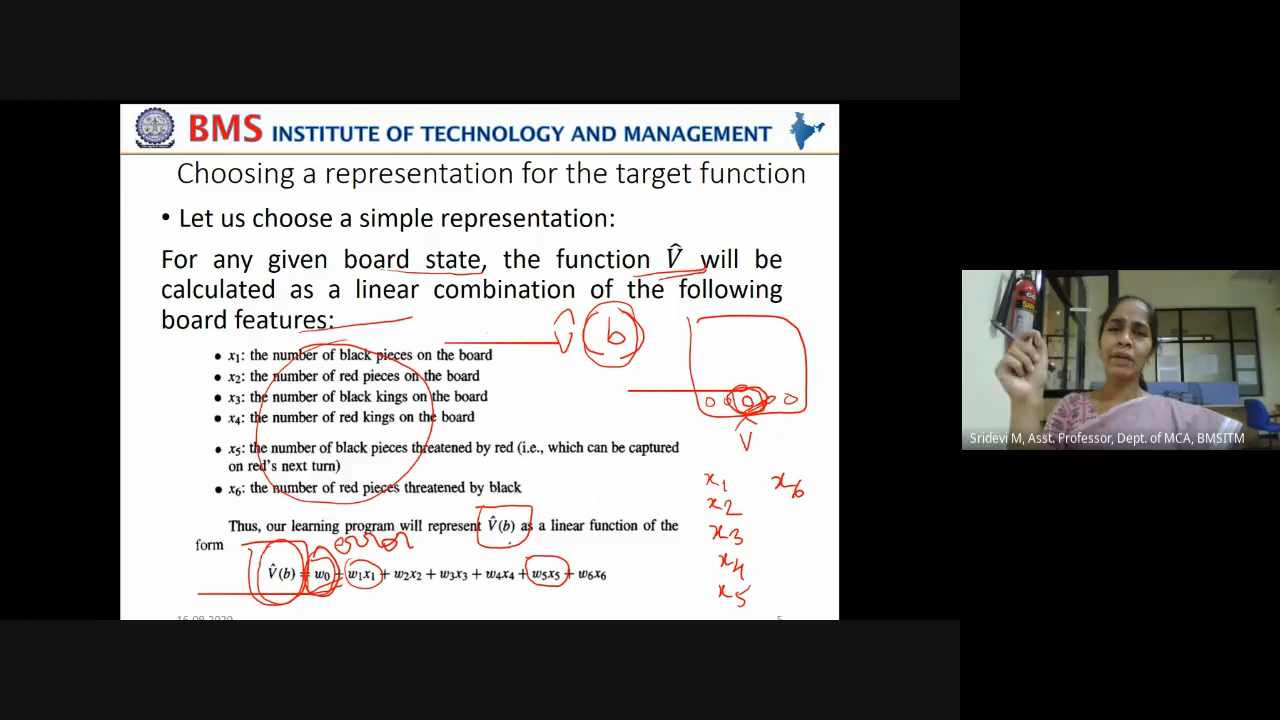 BMS INSTITUTE OF TECHNOLOGY AND MANAGEMENT
Choosing a representation for the target function
• Let us choose a simple representation:
For any given board state, the function V̂ will be
calculated as a linear combination of the following
board features:
V̂ b
• x₁: the number of black pieces on the board
• x₂: the number of red pieces on the board
• x₃: the number of black kings on the board
• x₄: the number of red kings on the board
• x₅: the number of black pieces threatened by red (i.e., which can be captured
on red's next turn)
• x₆: the number of red pieces threatened by black
V
x1 x6
x2
x3
x4
x5
Thus, our learning program will represent V̂(b) as a linear function of the
form
error
V̂(b) = w₀ + w₁x₁ + w₂x₂ + w₃x₃ + w₄x₄ + w₅x₅ + w₆x₆
16.08.2020 5
Sridevi M, Asst. Professor, Dept. of MCA, BMSITM